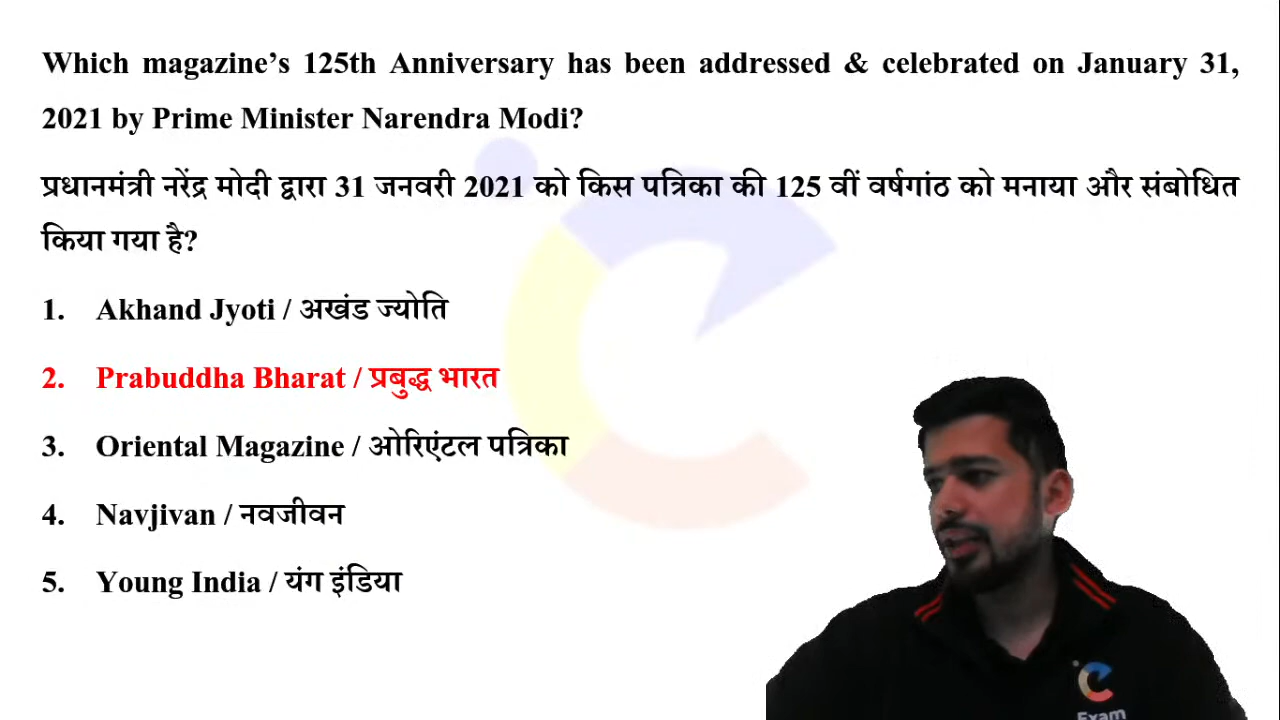 Which magazine’s 125th Anniversary has been addressed & celebrated on January 31,
2021 by Prime Minister Narendra Modi?
प्रधानमंत्री नरेंद्र मोदी द्वारा 31 जनवरी 2021 को किस पत्रिका की 125 वीं वर्षगांठ को मनाया और संबोधित
किया गया है?
1. Akhand Jyoti / अखंड ज्योति
2. Prabuddha Bharat / प्रबुद्ध भारत
3. Oriental Magazine / ओरिएंटल पत्रिका
4. Navjivan / नवजीवन
5. Young India / यंग इंडिया
Exam